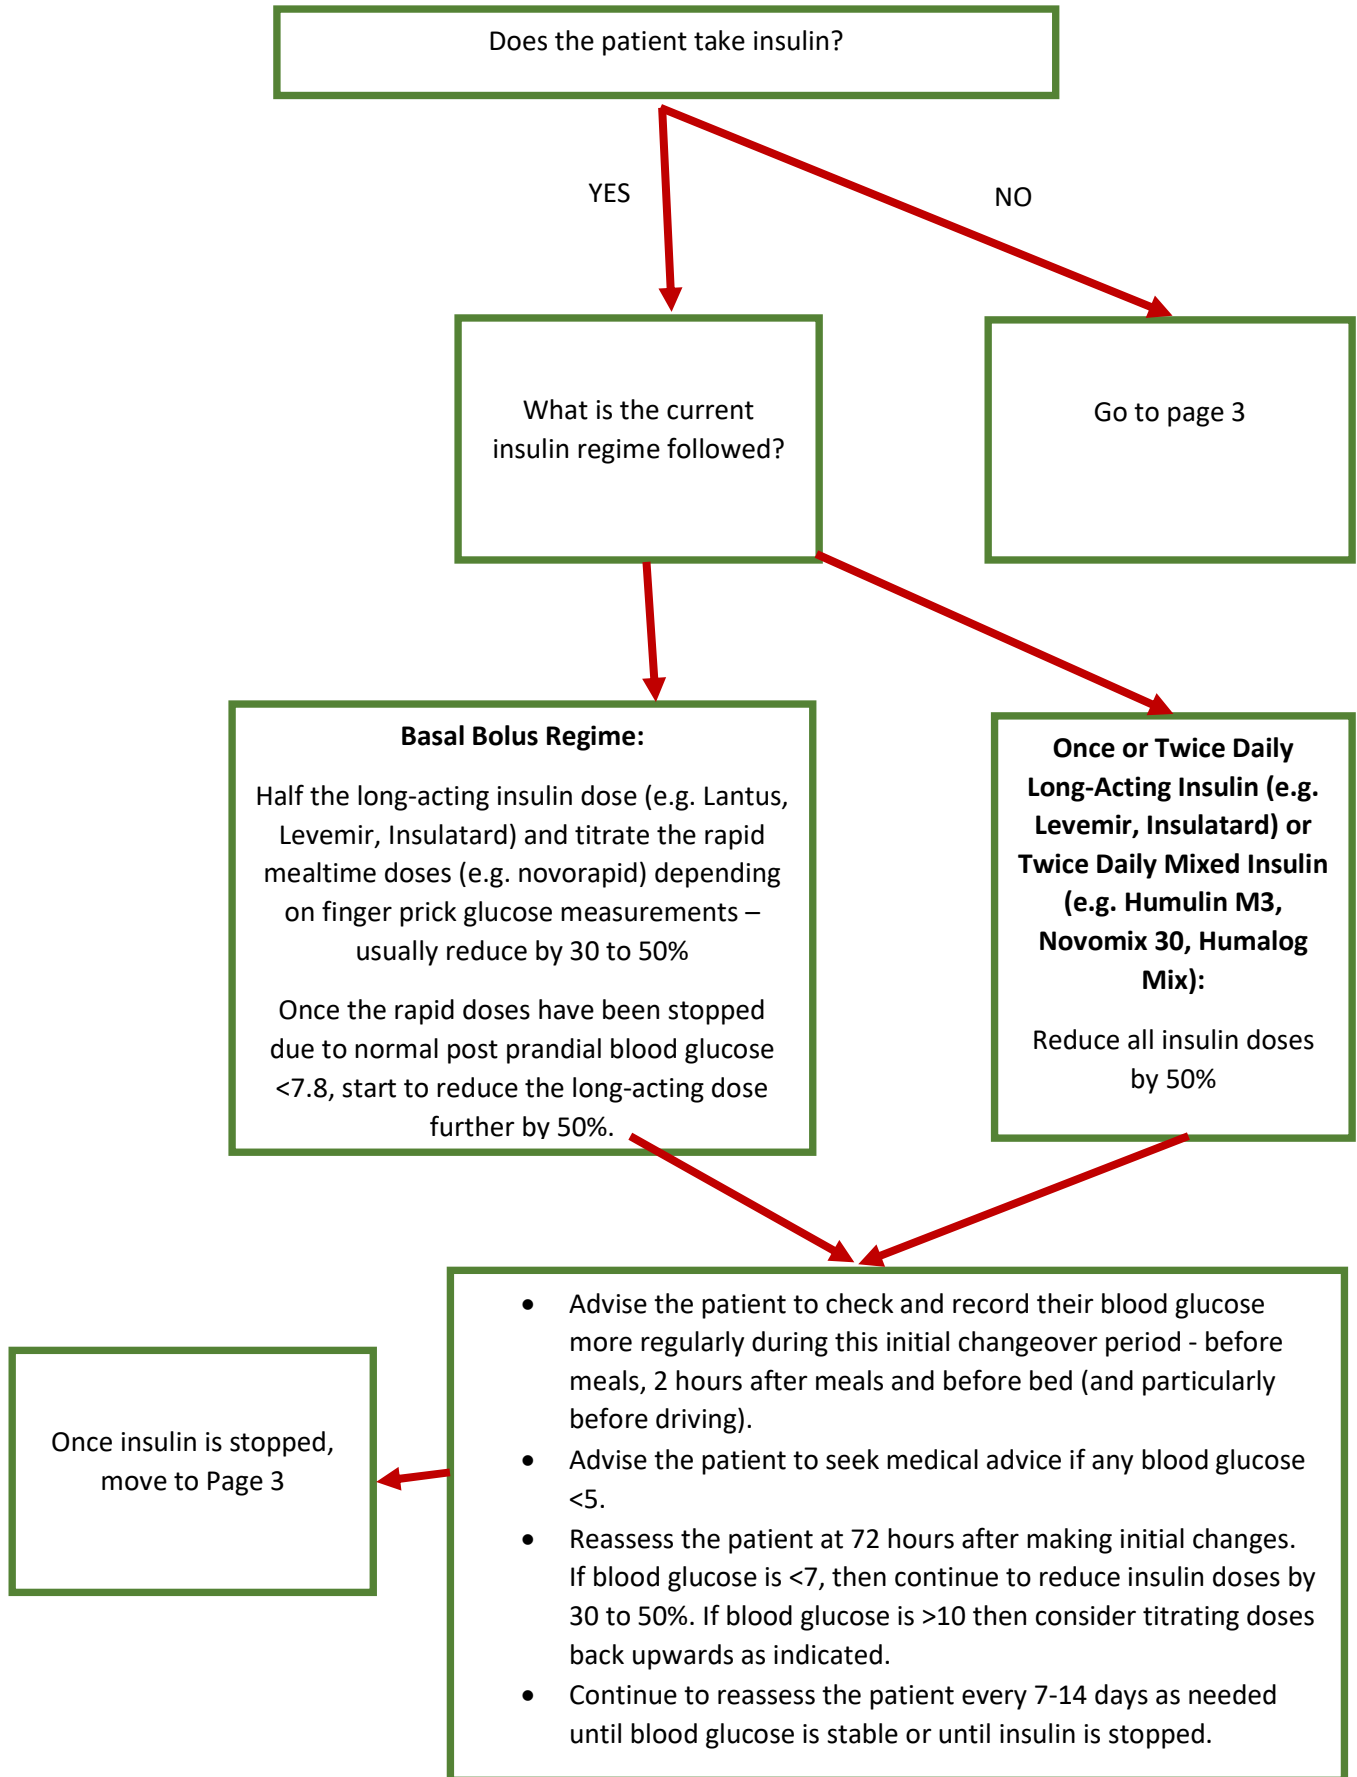 Does the patient take insulin?
YES
NO
What is the current
insulin regime followed?
Go to page 3
Basal Bolus Regime:
Half the long-acting insulin dose (e.g. Lantus,
Levemir, Insulatard) and titrate the rapid
mealtime doses (e.g. novorapid) depending
on finger prick glucose measurements –
usually reduce by 30 to 50%
Once the rapid doses have been stopped
due to normal post prandial blood glucose
<7.8, start to reduce the long-acting dose
further by 50%.
Once or Twice Daily
Long-Acting Insulin (e.g.
Levemir, Insulatard) or
Twice Daily Mixed Insulin
(e.g. Humulin M3,
Novomix 30, Humalog
Mix):
Reduce all insulin doses
by 50%
• Advise the patient to check and record their blood glucose
more regularly during this initial changeover period - before
meals, 2 hours after meals and before bed (and particularly
before driving).
• Advise the patient to seek medical advice if any blood glucose
<5.
• Reassess the patient at 72 hours after making initial changes.
If blood glucose is <7, then continue to reduce insulin doses by
30 to 50%. If blood glucose is >10 then consider titrating doses
back upwards as indicated.
• Continue to reassess the patient every 7-14 days as needed
until blood glucose is stable or until insulin is stopped.
Once insulin is stopped,
move to Page 3